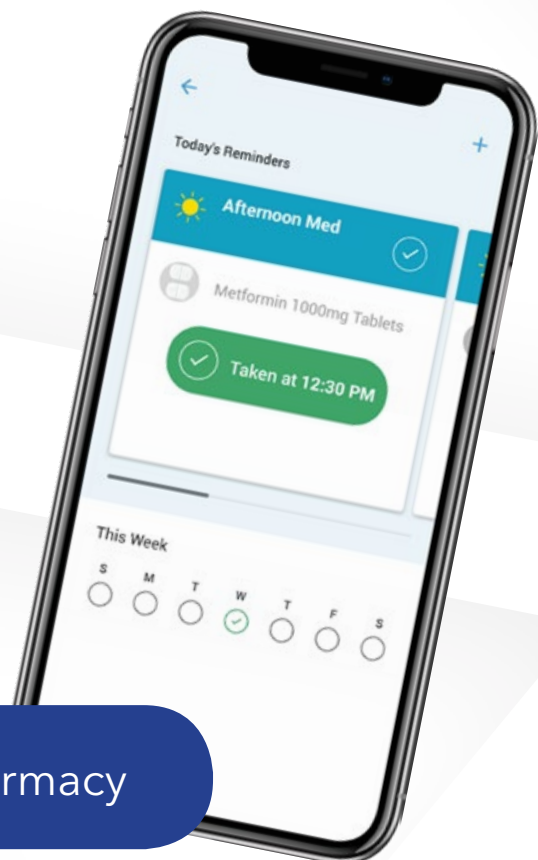 Today's Reminders
Afternoon Med
Metformin 1000mg Tablets
Taken at 12:30 PM
This Week
S M T W T F S
rmacy